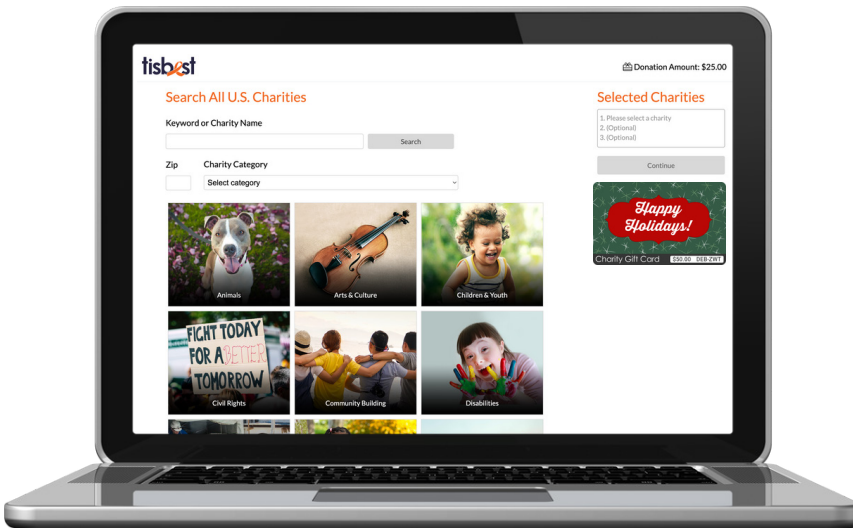 tisbest
Donation Amount: $25.00
Search All U.S. Charities
Keyword or Charity Name
Search
Zip
Charity Category
Select category
Animals
Arts & Culture
Children & Youth
FIGHT TODAY
FOR A BETTER
TOMORROW
Civil Rights
Community Building
Disabilities
Selected Charities
1. Please select a charity
2. (Optional)
3. (Optional)
Continue
Happy
Holidays!
Charity Gift Card
$50.00 DEB-ZWT